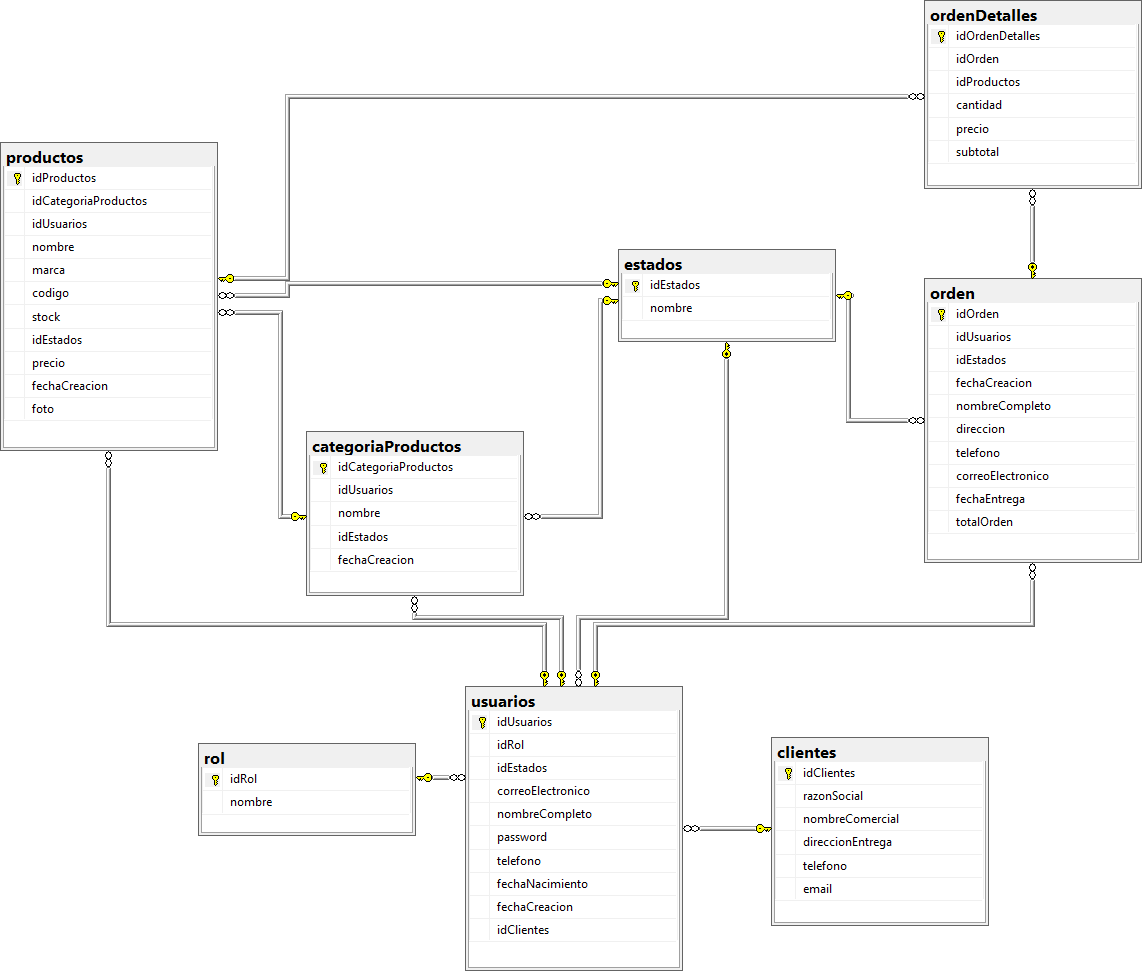 ordenDetalles
idOrdenDetalles
idOrden
idProductos
cantidad
precio
subtotal
productos
idProductos
idCategoriaProductos
idUsuarios
nombre
marca
codigo
stock
idEstados
precio
fechaCreacion
foto
estados
idEstados
nombre
orden
idOrden
idUsuarios
idEstados
fechaCreacion
nombreCompleto
direccion
telefono
correoElectronico
fechaEntrega
totalOrden
categoriaProductos
idCategoriaProductos
idUsuarios
nombre
idEstados
fechaCreacion
usuarios
idUsuarios
idRol
idEstados
correoElectronico
nombreCompleto
password
telefono
fechaNacimiento
fechaCreacion
idClientes
rol
idRol
nombre
clientes
idClientes
razonSocial
nombreComercial
direccionEntrega
telefono
email